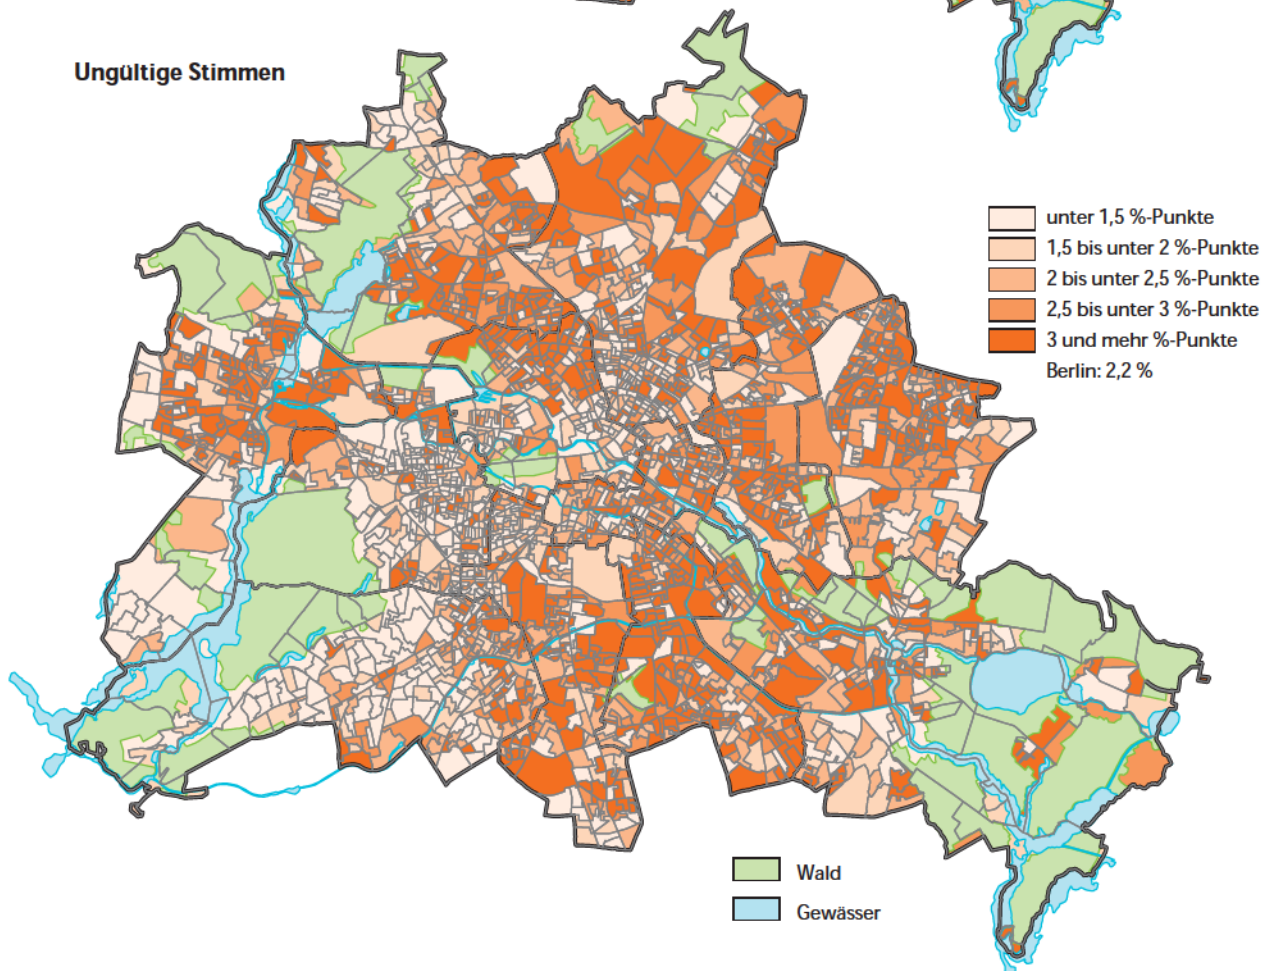 Ungültige Stimmen
unter 1,5 %-Punkte
1,5 bis unter 2 %-Punkte
2 bis unter 2,5 %-Punkte
2,5 bis unter 3 %-Punkte
3 und mehr %-Punkte
Berlin: 2,2 %
Wald
Gewässer